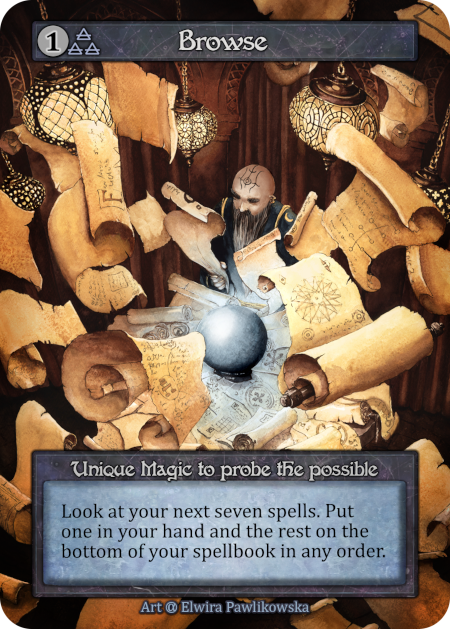 1 Browse
Unique Magic to probe the possible
Look at your next seven spells. Put
one in your hand and the rest on the
bottom of your spellbook in any order.
Art @ Elwira Pawlikowska